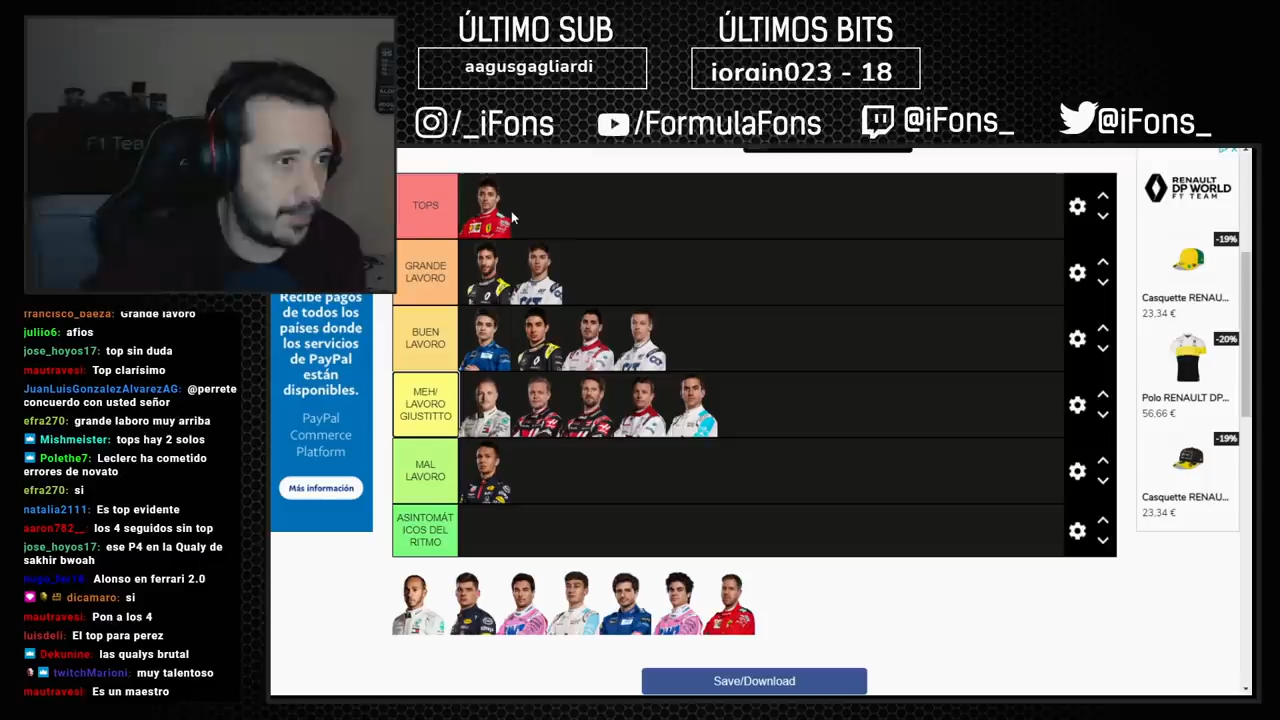 ÚLTIMO SUB
aagusgagliardi
ÚLTIMOS BITS
iorgin023 - 18
/_iFons
/FormulaFons
@iFons_
@iFons_
F1 Tea
TOPS
GRANDE
LAVORO
BUEN
LAVORO
MEH/
LAVORO
GIUSTITTO
MAL
LAVORO
ASINTOMÁT
ICOS DEL
RITMO
Save/Download
Recibe pagos
de todos los
países donde
los servicios
de PayPal
están
disponibles.
PayPal
Commerce
Platform
Más información
RENAULT
DP WORLD
F1 TEAM
-19%
Casquette RENAU...
23,34 €
-20%
Polo RENAULT DP...
56,66 €
-19%
Casquette RENAU...
23,34 €
francisco_baeza: Grande lavoro
juliio6: afios
jose_hoyos17: top sin duda
mautravesi: Top clarísimo
JuanLuisGonzalezAlvarezAG: @perrete
concuerdo con usted señor
efra270: grande laboro muy arriba
Mishmeister: tops hay 2 solos
Polethe7: Leclerc ha cometido
errores de novato
efra270: si
natalia2111: Es top evidente
aaron782__: los 4 seguidos sin top
jose_hoyos17: ese P4 en la Qualy de
sakhir bwoah
Alonso en ferrari 2.0
dicamaro: si
mautravesi: Pon a los 4
luisdeli: El top para perez
Dekunine: las qualys brutal
twitchMarioni: muy talentoso
mautravesi: Es un maestro